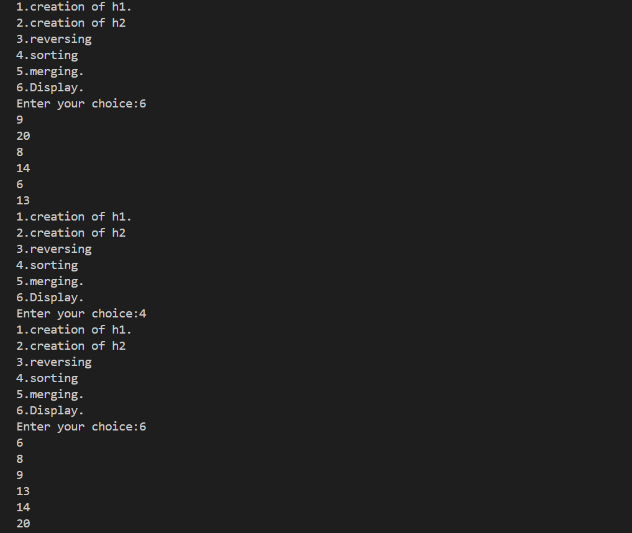 1.creation of h1.
2.creation of h2
3.reversing
4.sorting
5.merging.
6.Display.
Enter your choice:6
9
20
8
14
6
13
1.creation of h1.
2.creation of h2
3.reversing
4.sorting
5.merging.
6.Display.
Enter your choice:4
1.creation of h1.
2.creation of h2
3.reversing
4.sorting
5.merging.
6.Display.
Enter your choice:6
6
8
9
13
14
20